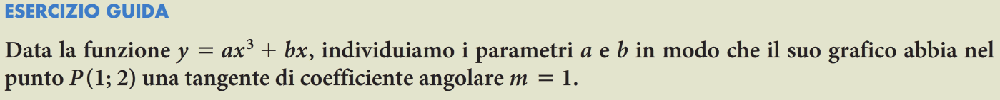 ESERCIZIO GUIDA
Data la funzione y = ax³ + bx, individuiamo i parametri a e b in modo che il suo grafico abbia nel
punto P(1; 2) una tangente di coefficiente angolare m = 1.